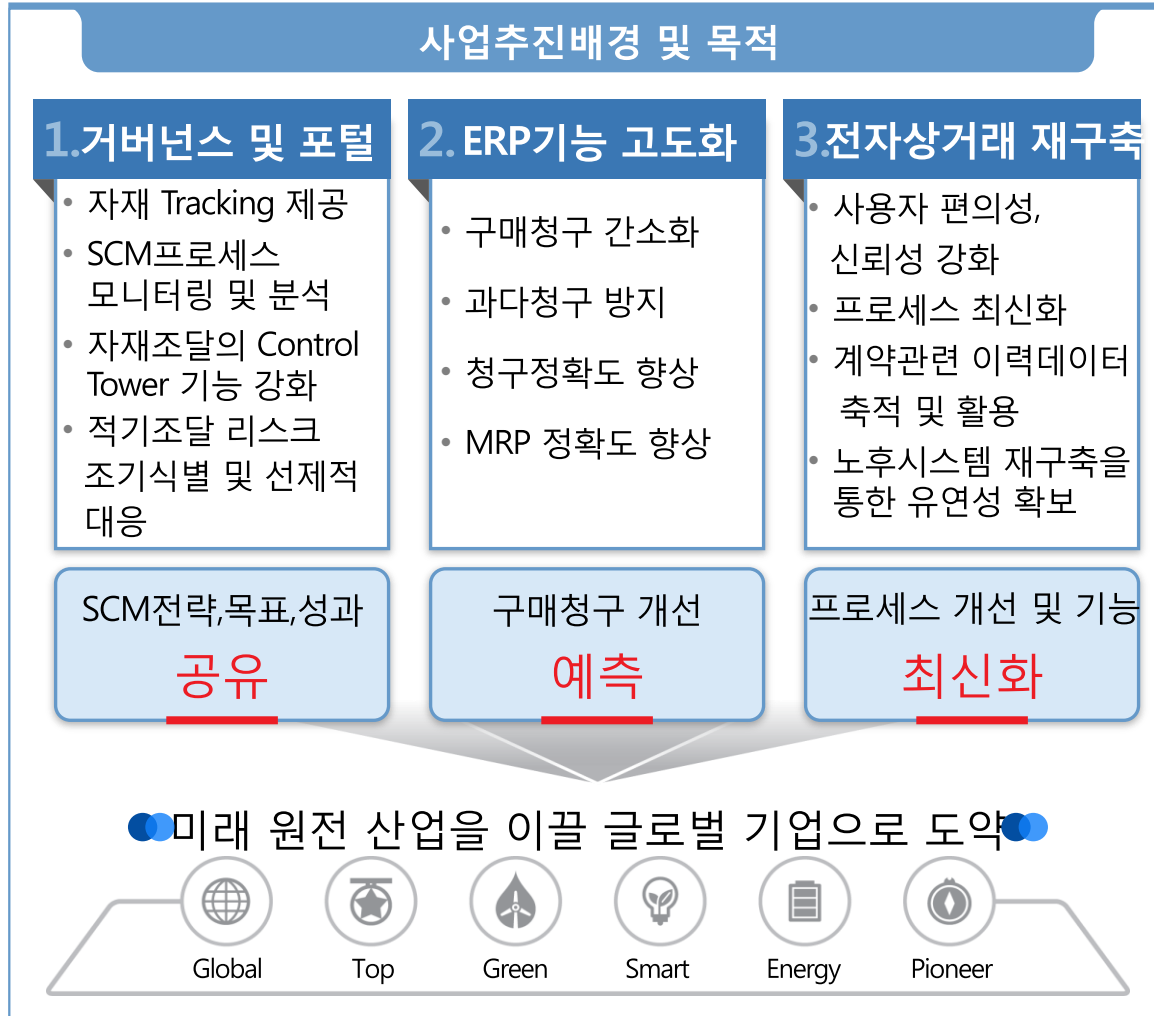 사업추진배경 및 목적
1.거버넌스 및 포털
• 자재 Tracking 제공
• SCM프로세스
모니터링 및 분석
• 자재조달의 Control
Tower 기능 강화
• 적기조달 리스크
조기식별 및 선제적
대응
SCM전략,목표,성과
공유
2. ERP기능 고도화
• 구매청구 간소화
• 과다청구 방지
• 청구정확도 향상
• MRP 정확도 향상
구매청구 개선
예측
3.전자상거래 재구축
• 사용자 편의성,
신뢰성 강화
• 프로세스 최신화
• 계약관련 이력데이터
축적 및 활용
• 노후시스템 재구축을
통한 유연성 확보
프로세스 개선 및 기능
최신화
미래 원전 산업을 이끌 글로벌 기업으로 도약
Global
Top
Green
Smart
Energy
Pioneer